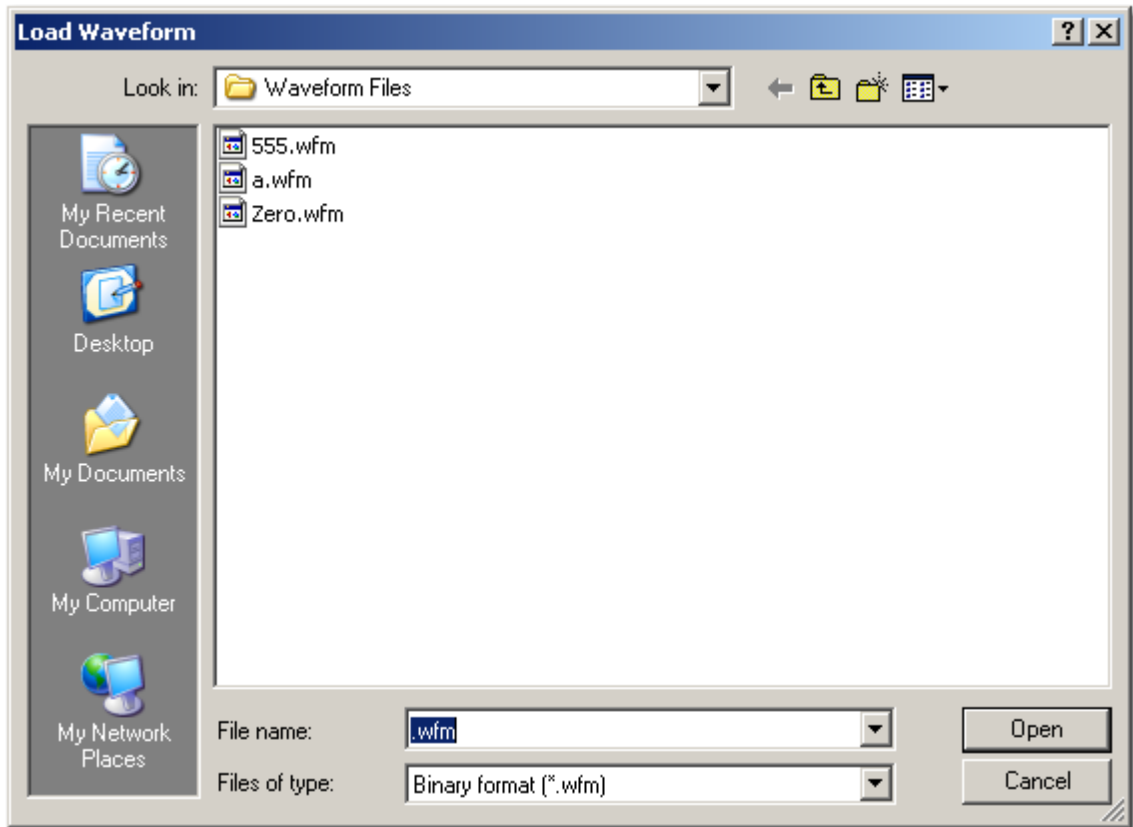 Load Waveform
Look in: Waveform Files
555.wfm
a.wfm
Zero.wfm
My Recent
Documents
Desktop
My Documents
My Computer
My Network
Places
File name: .wfm Open
Files of type: Binary format (*.wfm) Cancel